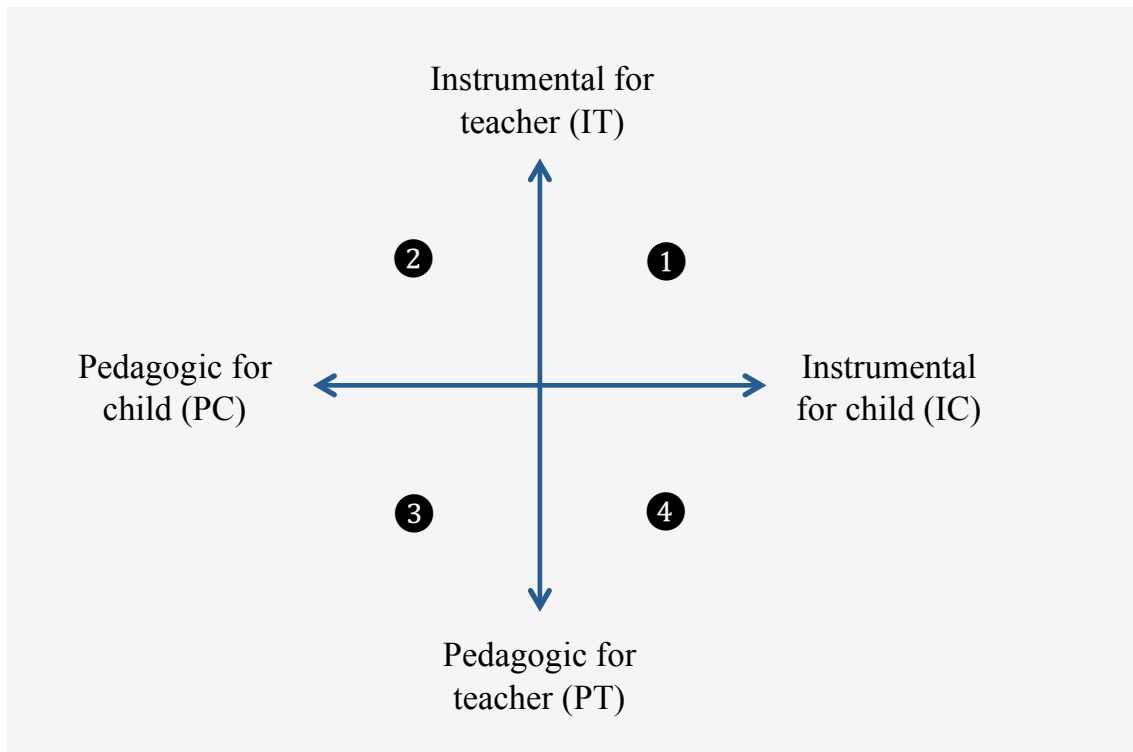 Instrumental for
teacher (IT)
❷
❶
Pedagogic for
child (PC)
Instrumental
for child (IC)
❸
❹
Pedagogic for
teacher (PT)